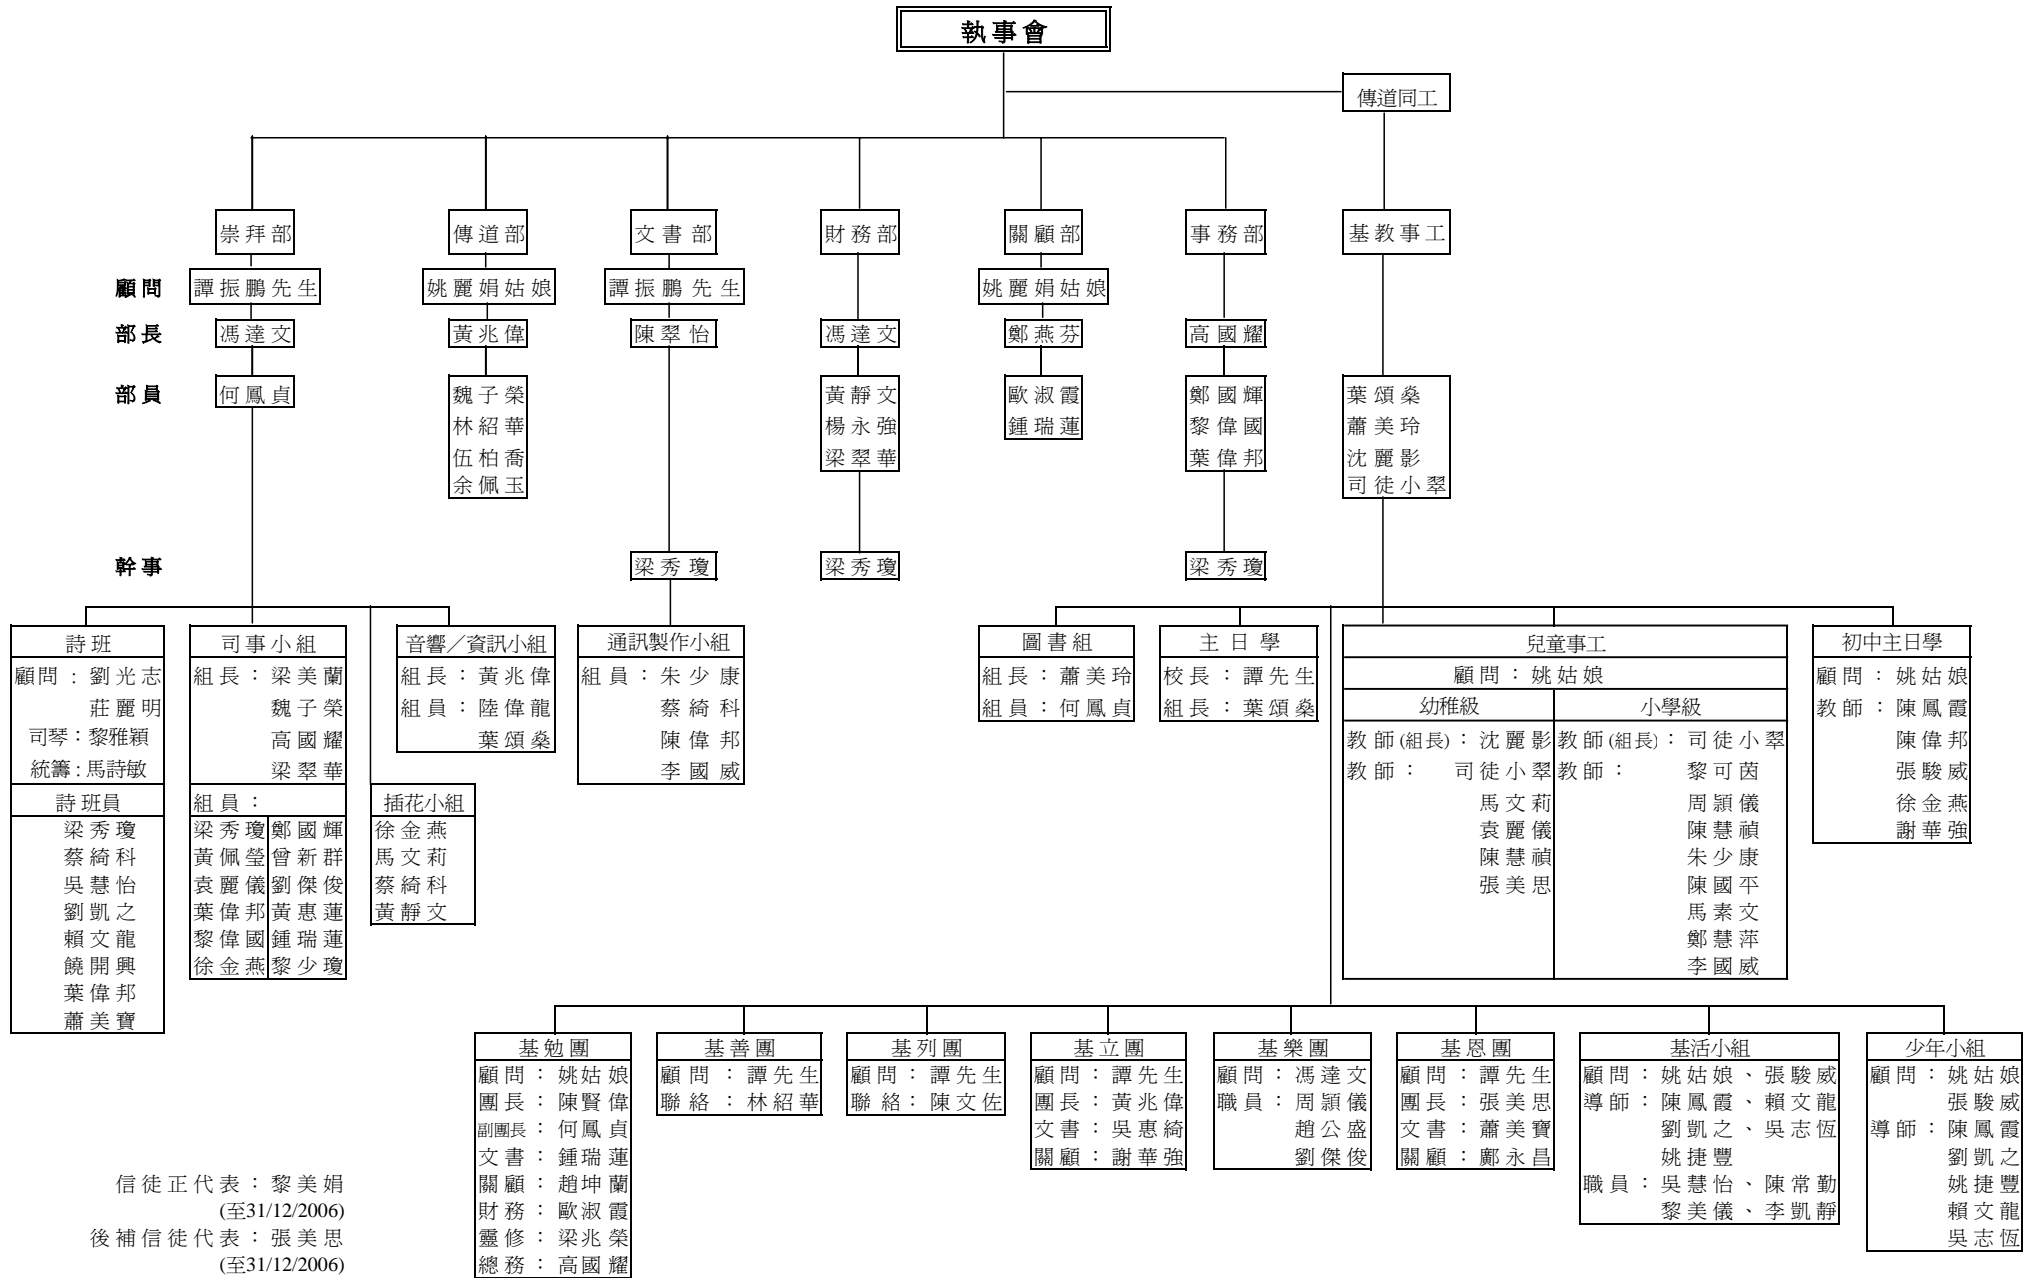 執事會
傳道同工
崇拜部 傳道部 文書部 財務部 關顧部 事務部 基教事工
顧問 譚振鵬先生 姚麗娟姑娘 譚振鵬先生 姚麗娟姑娘
部長 馮達文 黃兆偉 陳翠怡 馮達文 鄭燕芬 高國耀
部員 何鳳貞 魏子榮 黃靜文 歐淑霞 鄭國輝 葉頌燊
林紹華 楊永強 鍾瑞蓮 黎偉國 蕭美玲
伍柏喬 梁翠華 葉偉邦 沈麗影
余佩玉 司徒小翠
幹事 梁秀瓊 梁秀瓊 梁秀瓊
詩班
顧問：劉光志
莊麗明
司琴：黎雅穎
統籌：馬詩敏
詩班員
梁秀瓊
蔡綺科
吳慧怡
劉凱之
賴文龍
饒開興
葉偉邦
蕭美寶
司事小組
組長：梁美蘭
魏子榮
高國耀
梁翠華
組員：
梁秀瓊 鄭國輝
黃佩瑩 曾新群
袁麗儀 劉傑俊
葉偉邦 黃惠蓮
黎偉國 鍾瑞蓮
徐金燕 黎少瓊
音響／資訊小組
組長：黃兆偉
組員：陸偉龍
葉頌燊
插花小組
徐金燕
馬文莉
蔡綺科
黃靜文
通訊製作小組
組員：朱少康
蔡綺科
陳偉邦
李國威
圖書組
組長：蕭美玲
組員：何鳳貞
主日學
校長：譚先生
組長：葉頌燊
兒童事工
顧問：姚姑娘
幼稚級
教師(組長)：沈麗影
教師：司徒小翠
馬文莉
袁麗儀
陳慧禎
張美思
小學級
教師(組長)：司徒小翠
教師：黎可茵
周頴儀
陳慧禎
朱少康
陳國平
馬素文
鄭慧萍
李國威
初中主日學
顧問：姚姑娘
教師：陳鳳霞
陳偉邦
張駿威
徐金燕
謝華強
基勉團
顧問：姚姑娘
團長：陳賢偉
副團長：何鳳貞
文書：鍾瑞蓮
關顧：趙坤蘭
財務：歐淑霞
靈修：梁兆榮
總務：高國耀
基善團
顧問：譚先生
聯絡：林紹華
基列團
顧問：譚先生
聯絡：陳文佐
基立團
顧問：譚先生
團長：黃兆偉
文書：吳惠綺
關顧：謝華強
基樂團
顧問：馮達文
職員：周頴儀
趙公盛
劉傑俊
基恩團
顧問：譚先生
團長：張美思
文書：蕭美寶
關顧：鄺永昌
基活小組
顧問：姚姑娘、張駿威
導師：陳鳳霞、賴文龍
劉凱之、吳志恆
姚捷豐
職員：吳慧怡、陳常勤
黎美儀、李凱靜
少年小組
顧問：姚姑娘
張駿威
導師：陳鳳霞
劉凱之
姚捷豐
賴文龍
吳志恆
信徒正代表：黎美娟
(至31/12/2006)
後補信徒代表：張美思
(至31/12/2006)